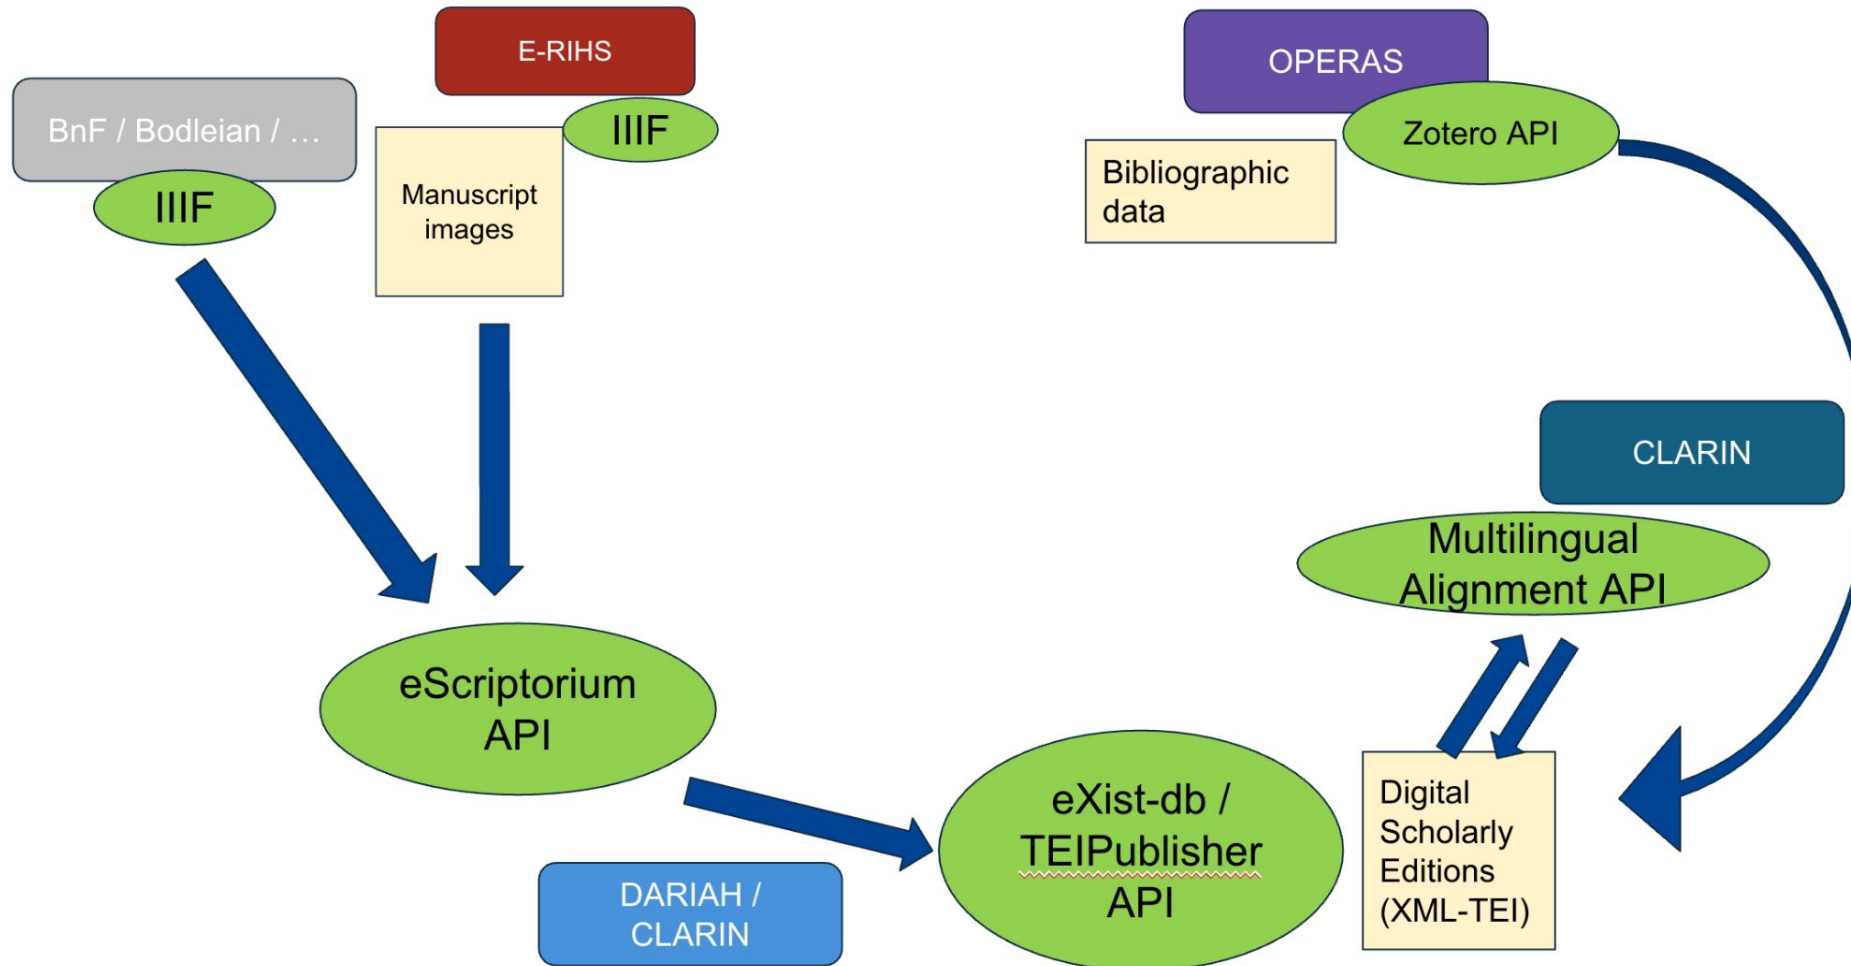 E-RIHS
OPERAS
BnF / Bodleian / …
IIIF
Zotero API
IIIF
Manuscript
images
Bibliographic
data
CLARIN
Multilingual
Alignment API
eScriptorium
API
eXist-db /
TEIPublisher
API
Digital
Scholarly
Editions
(XML-TEI)
DARIAH /
CLARIN